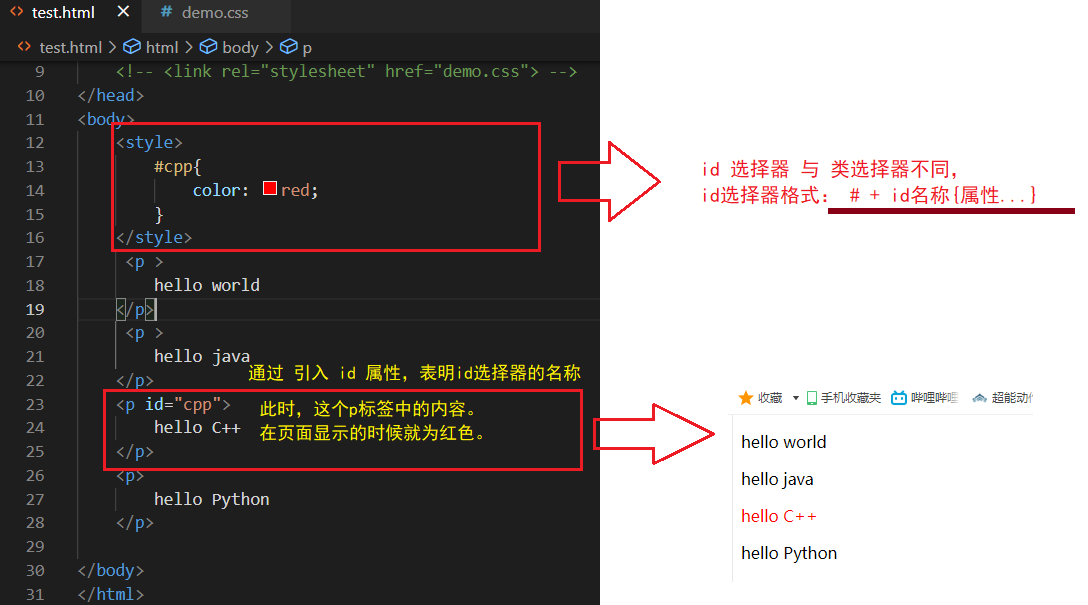 test.html
# demo.css
test.html > html > body > p
9 <!-- <link rel="stylesheet" href="demo.css"> -->
10 </head>
11 <body>
12 <style>
13 #cpp{
14 color: red;
15 }
16 </style>
17 <p >
18 hello world
19 </p>
20 <p >
21 hello java
22 </p>
23 <p id="cpp">
24 hello C++
25 </p>
26 <p>
27 hello Python
28 </p>
29
30 </body>
31 </html>
通过 引入 id 属性，表明id选择器的名称
此时，这个p标签中的内容。
在页面显示的时候就为红色。
id 选择器 与 类选择器不同，
id选择器格式： # + id名称{属性...}
收藏 手机收藏夹 哔哩哔哩 超能动
hello world
hello java
hello C++
hello Python